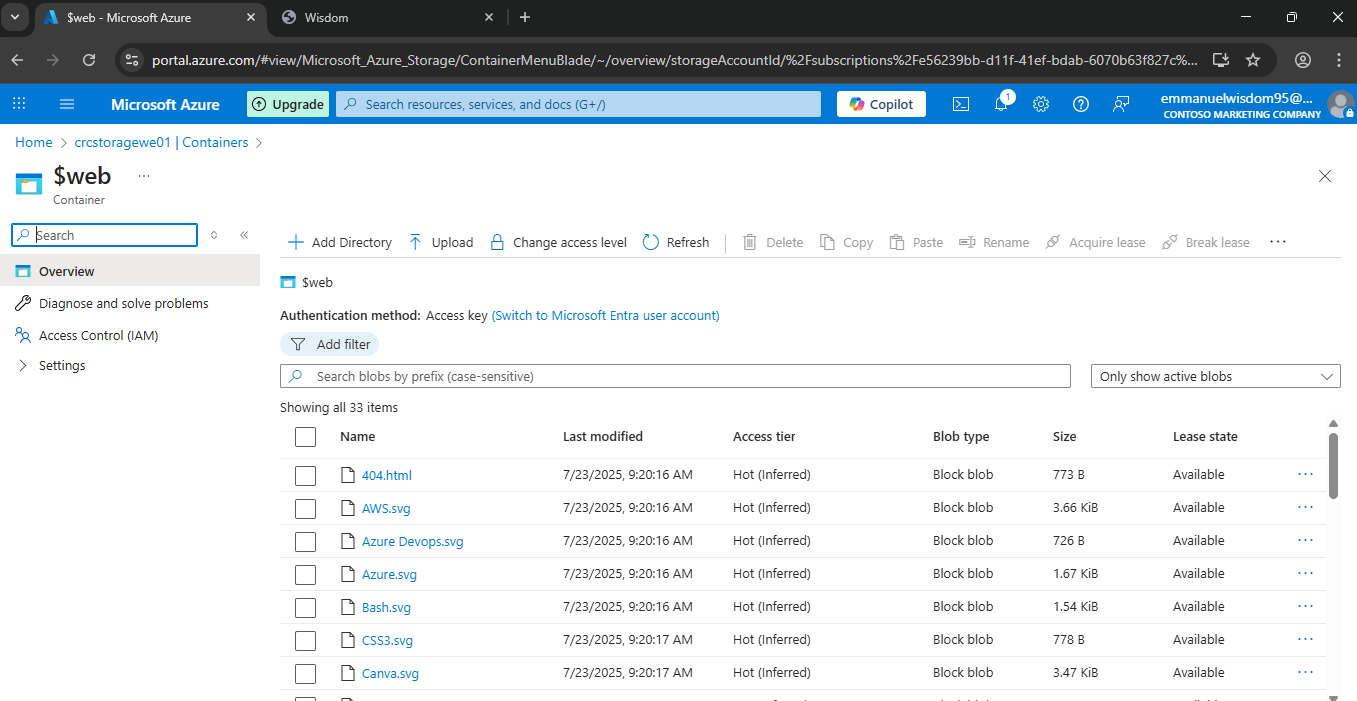 $web - Microsoft Azure
Wisdom
portal.azure.com/#view/Microsoft_Azure_Storage/ContainerMenuBlade/~/overview/storageAccountId/%2Fsubscriptions%2Fe56239bb-d11f-41ef-bdab-6070b63f827c%...
Microsoft Azure
Upgrade
Search resources, services, and docs (G+/)
Copilot
1
emmanuelwisdom95@...
CONTOSO MARKETING COMPANY
Home > crcstoragewe01 | Containers >
$web ...
Container
Search
Overview
Diagnose and solve problems
Access Control (IAM)
Settings
Add Directory Upload Change access level Refresh Delete Copy Paste Rename Acquire lease Break lease ...
$web
Authentication method: Access key (Switch to Microsoft Entra user account)
Add filter
Search blobs by prefix (case-sensitive)
Only show active blobs
Showing all 33 items
Name Last modified Access tier Blob type Size Lease state
404.html 7/23/2025, 9:20:16 AM Hot (Inferred) Block blob 773 B Available ...
AWS.svg 7/23/2025, 9:20:16 AM Hot (Inferred) Block blob 3.66 KiB Available ...
Azure Devops.svg 7/23/2025, 9:20:16 AM Hot (Inferred) Block blob 726 B Available ...
Azure.svg 7/23/2025, 9:20:16 AM Hot (Inferred) Block blob 1.67 KiB Available ...
Bash.svg 7/23/2025, 9:20:16 AM Hot (Inferred) Block blob 1.54 KiB Available ...
CSS3.svg 7/23/2025, 9:20:17 AM Hot (Inferred) Block blob 778 B Available ...
Canva.svg 7/23/2025, 9:20:17 AM Hot (Inferred) Block blob 3.47 KiB Available ...